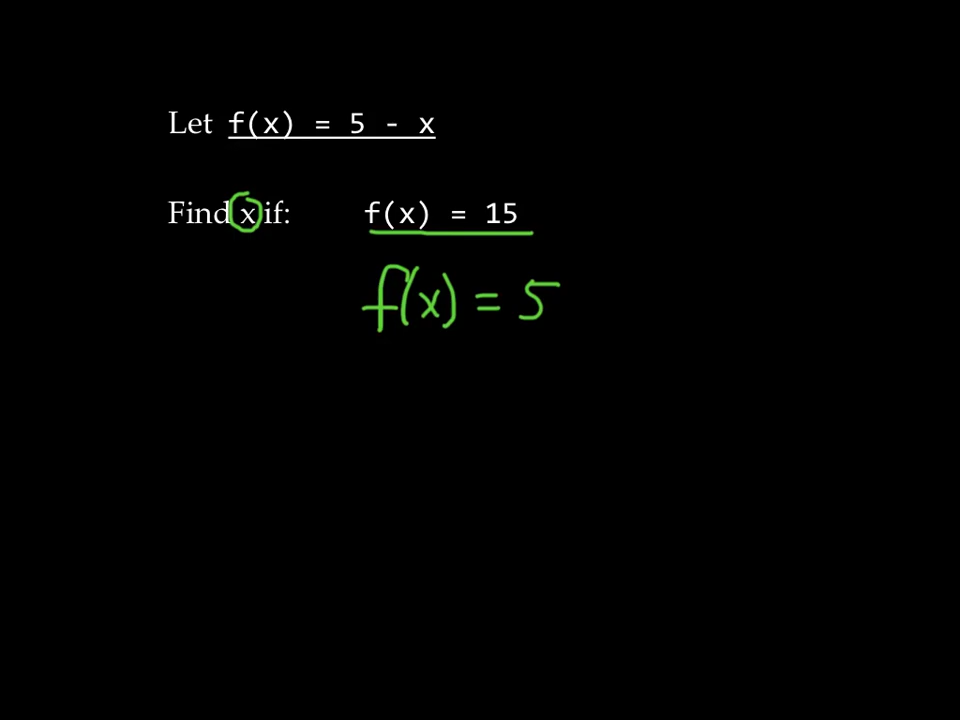 Let f(x) = 5 - x
Find x if: f(x) = 15
f(x) = 5